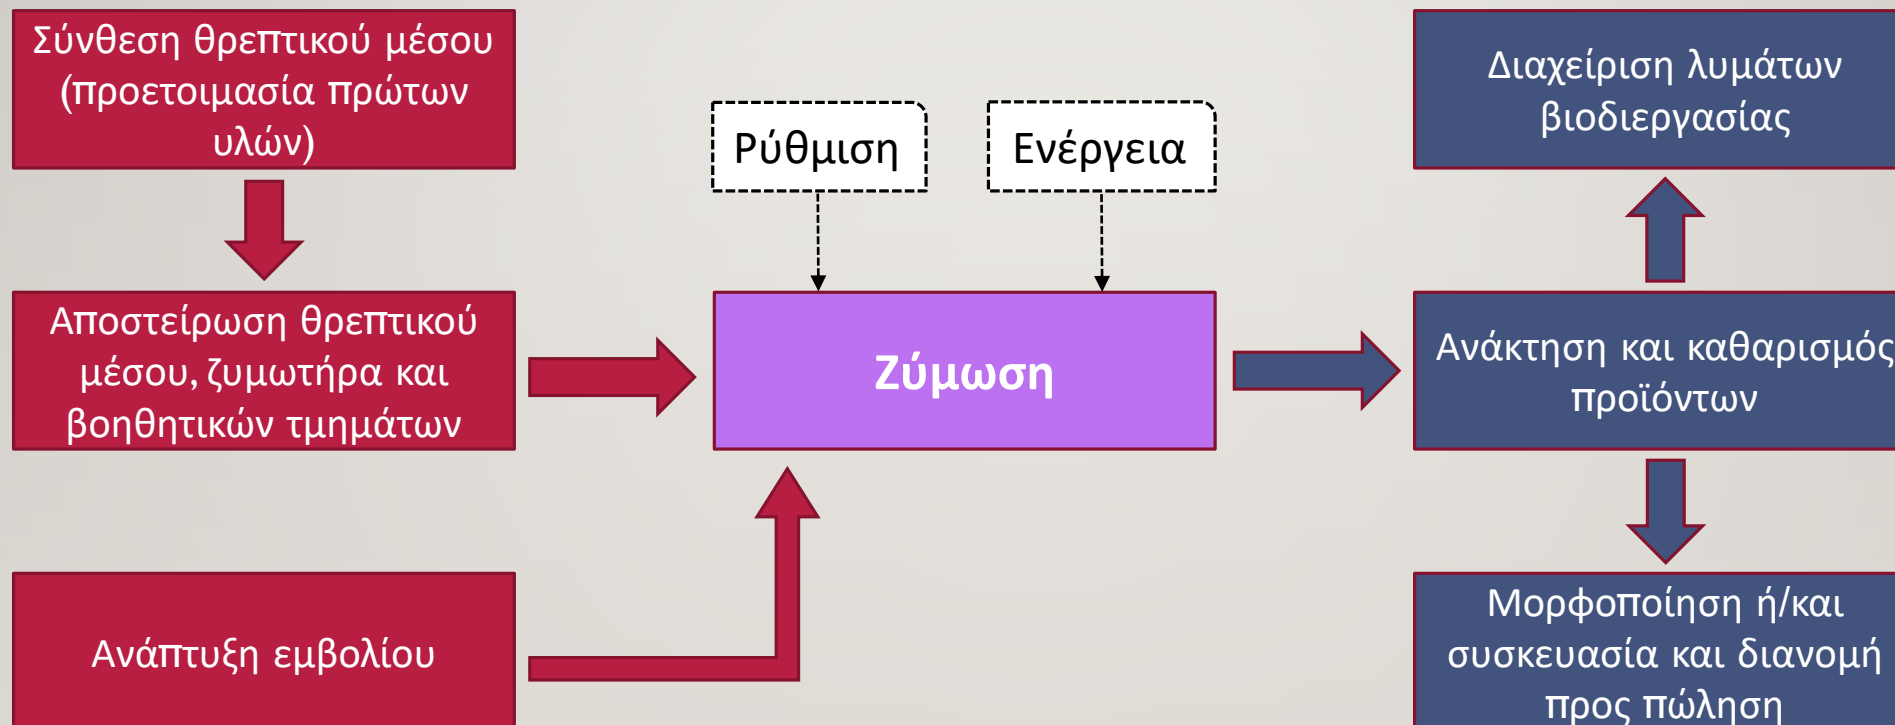 Σύνθεση θρεπτικού μέσου
(προετοιμασία πρώτων
υλών)
Αποστείρωση θρεπτικού
μέσου, ζυμωτήρα και
βοηθητικών τμημάτων
Ανάπτυξη εμβολίου
Ρύθμιση
Ενέργεια
Ζύμωση
Διαχείριση λυμάτων
βιοδιεργασίας
Ανάκτηση και καθαρισμός
προϊόντων
Μορφοποίηση ή/και
συσκευασία και διανομή
προς πώληση